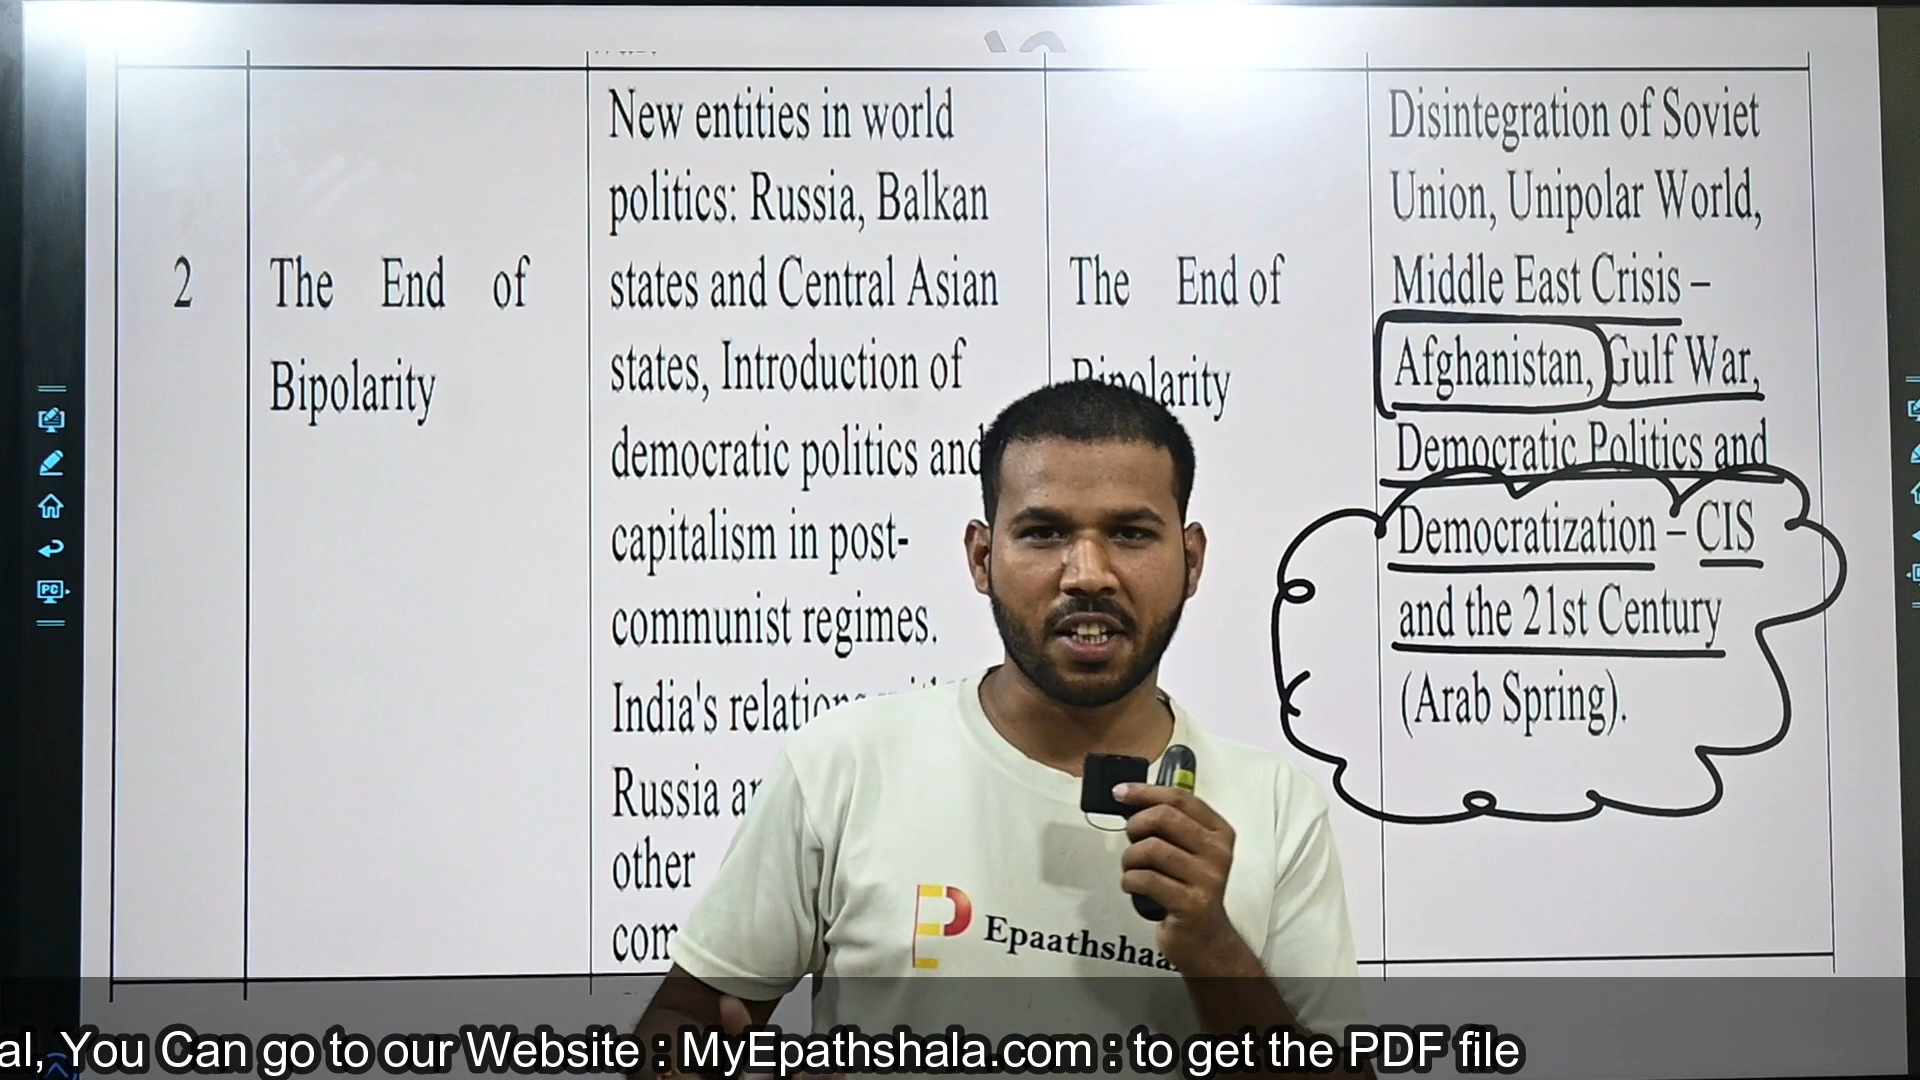 2
The End of
Bipolarity
New entities in world
politics: Russia, Balkan
states and Central Asian
states, Introduction of
democratic politics and
capitalism in post-
communist regimes.
India's relations
Russia
other
The End of
Bipolarity
Disintegration of Soviet
Union, Unipolar World,
Middle East Crisis –
Afghanistan, Gulf War,
Democratic Politics and
Democratization – CIS
and the 21st Century
(Arab Spring).
PC
Epaathshaa
al, You Can go to our Website : MyEpathshala.com : to get the PDF file